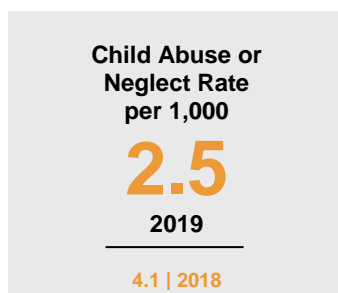 Child Abuse or
Neglect Rate
per 1,000
2.5
2019
4.1 | 2018